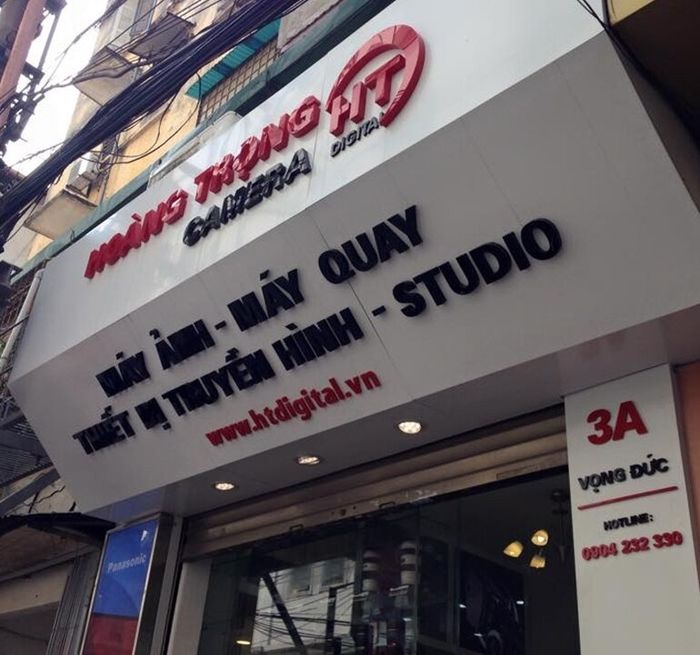 HOÀNG TRỌNG
CAMERA
HT
DIGITAL
MÁY ẢNH - MÁY QUAY
THIẾT BỊ TRUYỀN HÌNH - STUDIO
www.htdigital.vn
3A
VỌNG ĐỨC
HOTLINE:
0904 232 330
Panasonic